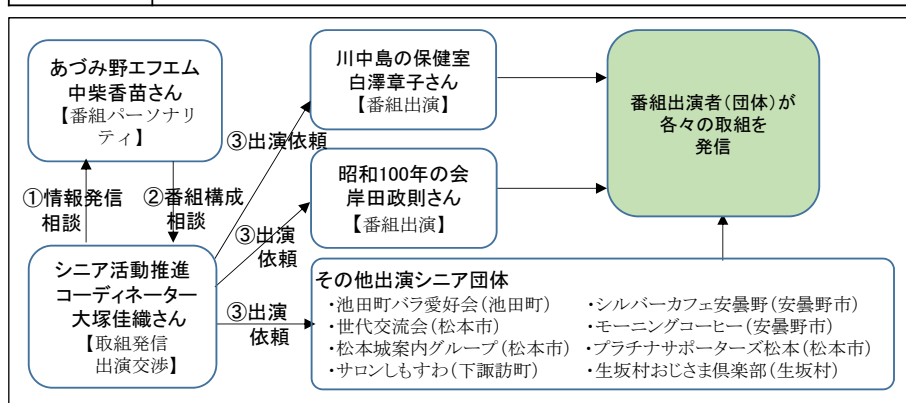 あづみ野エフエム
中柴香苗さん
【番組パーソナリ
ティ】
川中島の保健室
白澤章子さん
【番組出演】
番組出演者（団体）が
各々の取組を
発信
③出演依頼
昭和100年の会
岸田政則さん
【番組出演】
①情報発信
相談
②番組構成
相談
③出演
依頼
シニア活動推進
コーディネーター
大塚佳織さん
【取組発信
出演交渉】
③出演
依頼
その他出演シニア団体
・池田町バラ愛好会（池田町）
・世代交流会（松本市）
・松本城案内グループ（松本市）
・サロンしもすわ（下諏訪町）
・シルバーカフェ安曇野（安曇野市）
・モーニングコーヒー（安曇野市）
・プラチナサポーターズ松本（松本市）
・生坂村おじさま倶楽部（生坂村）